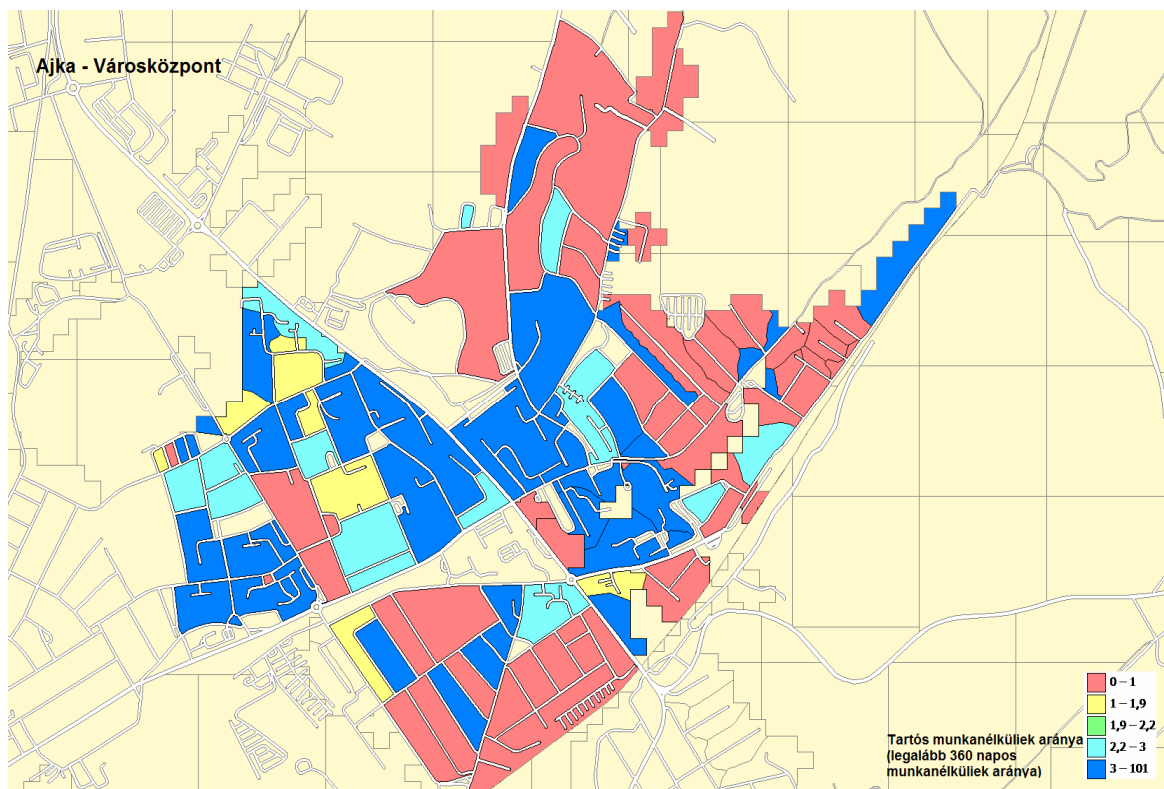 Ajka - Városközpont
0 – 1
1 – 1,9
1,9 – 2,2
2,2 – 3
3 – 101
Tartós munkanélküliek aránya
(legalább 360 napos
munkanélküliek aránya)